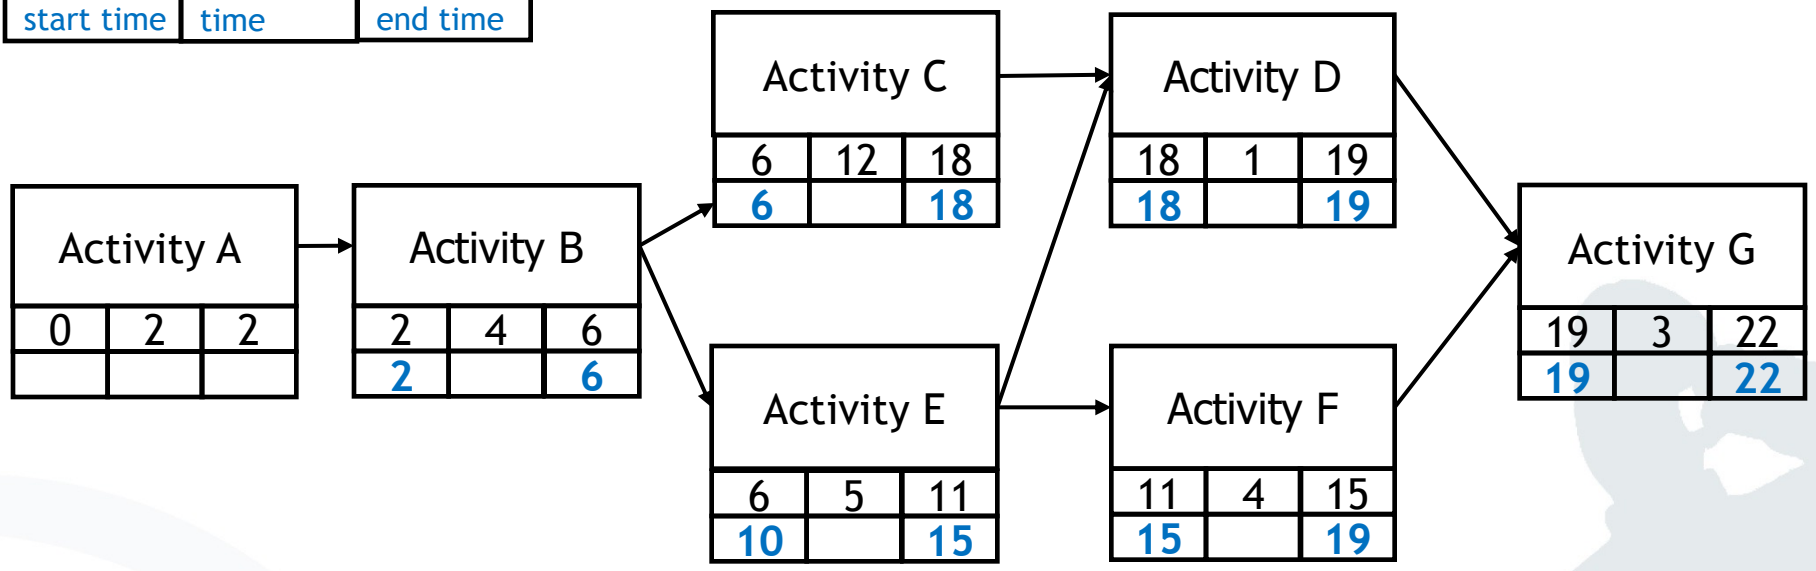 start time time end time
Activity C
6 12 18
6 18
Activity D
18 1 19
18 19
Activity A
0 2 2
Activity B
2 4 6
2 6
Activity G
19 3 22
19 22
Activity E
6 5 11
10 15
Activity F
11 4 15
15 19